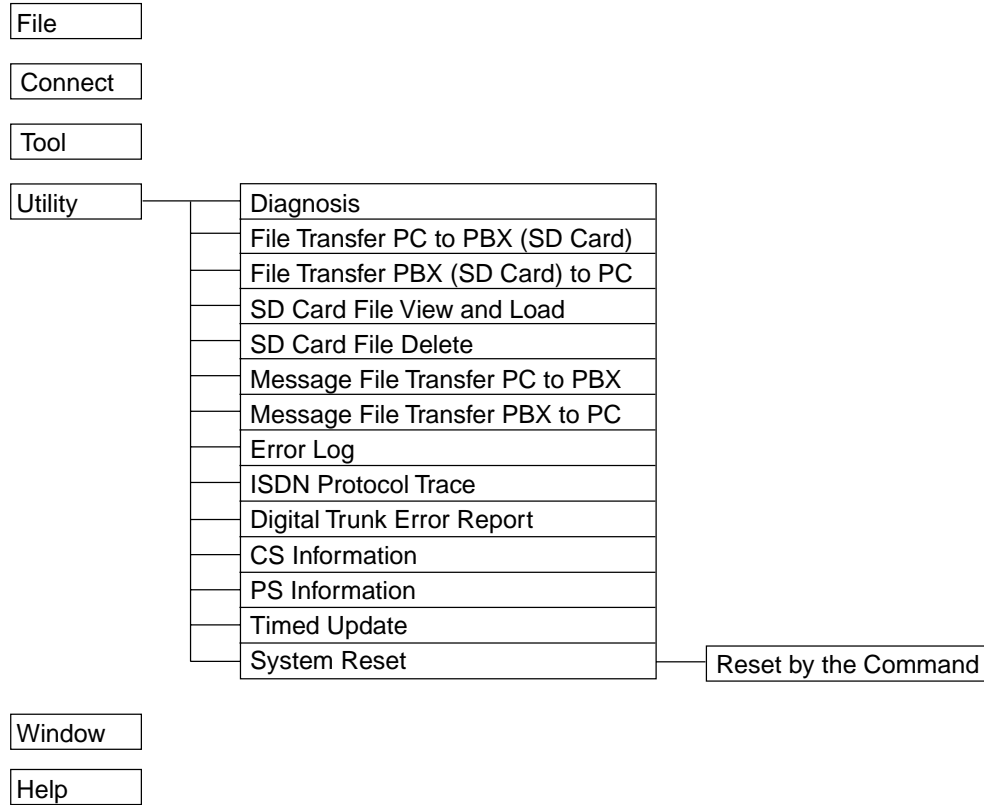 File
Connect
Tool
Utility
Diagnosis
File Transfer PC to PBX (SD Card)
File Transfer PBX (SD Card) to PC
SD Card File View and Load
SD Card File Delete
Message File Transfer PC to PBX
Message File Transfer PBX to PC
Error Log
ISDN Protocol Trace
Digital Trunk Error Report
CS Information
PS Information
Timed Update
System Reset
Reset by the Command
Window
Help